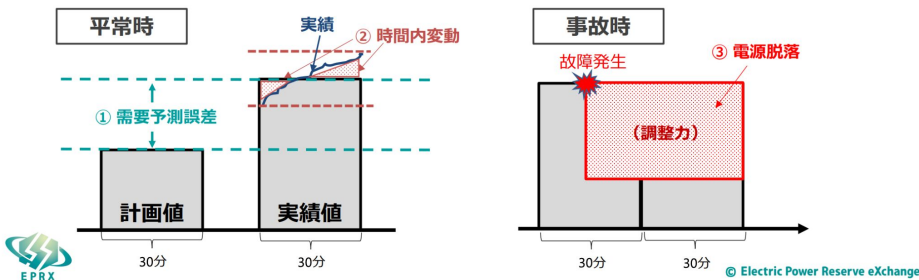 平常時
実績
② 時間内変動
① 需要予測誤差
計画値
実績値
30分
30分
事故時
故障発生
③ 電源脱落
（調整力）
30分
30分
EPRX
© Electric Power Reserve eXchange